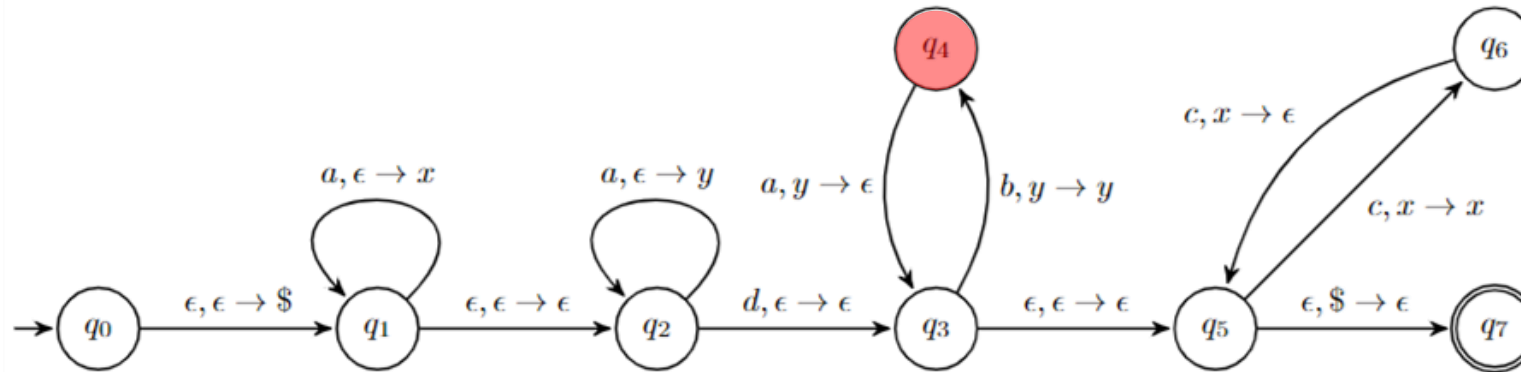 q₄
q₆
c, x → ϵ
a, ϵ → x
a, ϵ → y
a, y → ϵ
b, y → y
c, x → x
q₀
ϵ, ϵ → $
q₁
ϵ, ϵ → ϵ
q₂
d, ϵ → ϵ
q₃
ϵ, ϵ → ϵ
q₅
ϵ, $ → ϵ
q₇